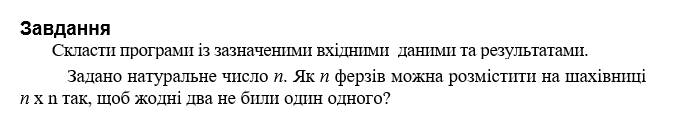 Завдання
Скласти програми із зазначеними вхідними даними та результатами.
Задано натуральне число n. Як n ферзів можна розмістити на шахівниці
n x n так, щоб жодні два не били один одного?